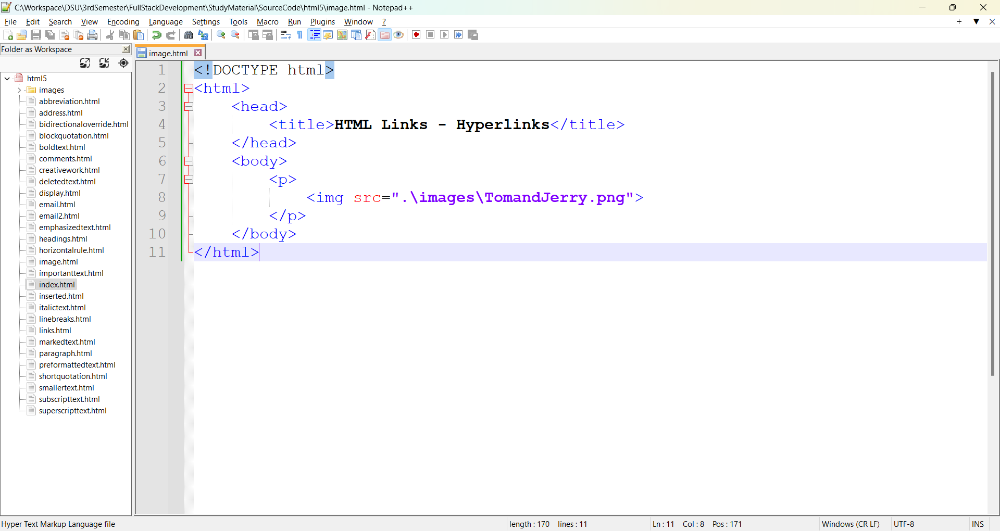 C:\Workspace\DSU\3rdSemester\FullStackDevelopment\StudyMaterial\SourceCode\html5\image.html - Notepad++
File Edit Search View Encoding Language Settings Tools Macro Run Plugins Window ?
Folder as Workspace
html5
images
abbreviation.html
address.html
bidirectionaloverride.html
blockquotation.html
boldtext.html
comments.html
creativework.html
deletedtext.html
display.html
email.html
email2.html
emphasizedtext.html
headings.html
horizontalrule.html
image.html
importanttext.html
index.html
inserted.html
italictext.html
linebreaks.html
links.html
markedtext.html
paragraph.html
preformattedtext.html
shortquotation.html
smallertext.html
subscripttext.html
superscripttext.html
image.html
1 <!DOCTYPE html>
2 <html>
3 <head>
4 <title>HTML Links - Hyperlinks</title>
5 </head>
6 <body>
7 <p>
8 <img src=".\images\TomandJerry.png">
9 </p>
10 </body>
11 </html>
Hyper Text Markup Language file length : 170 lines : 11 Ln : 11 Col : 8 Pos : 171 Windows (CR LF) UTF-8 INS